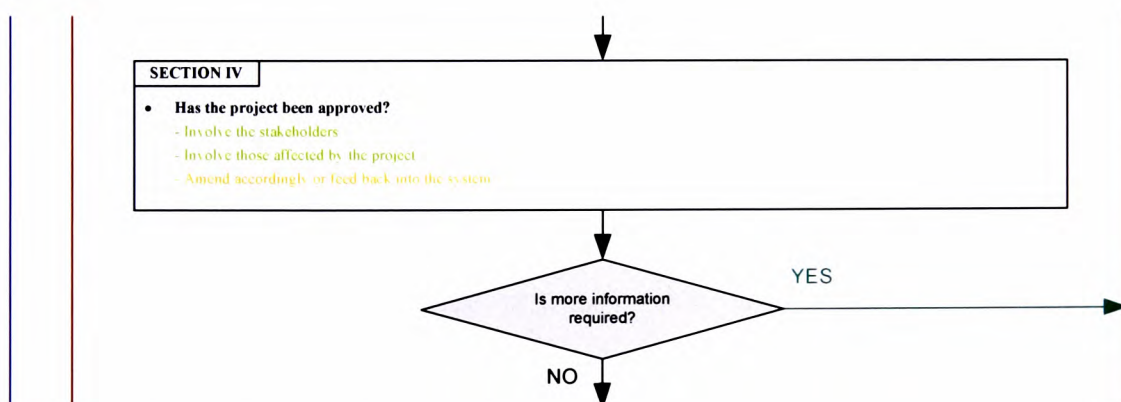 SECTION IV
• Has the project been approved?
- Involve the stakeholders
- Involve those affected by the project
- Amend accordingly or feed back into the system
Is more information
required?
YES
NO